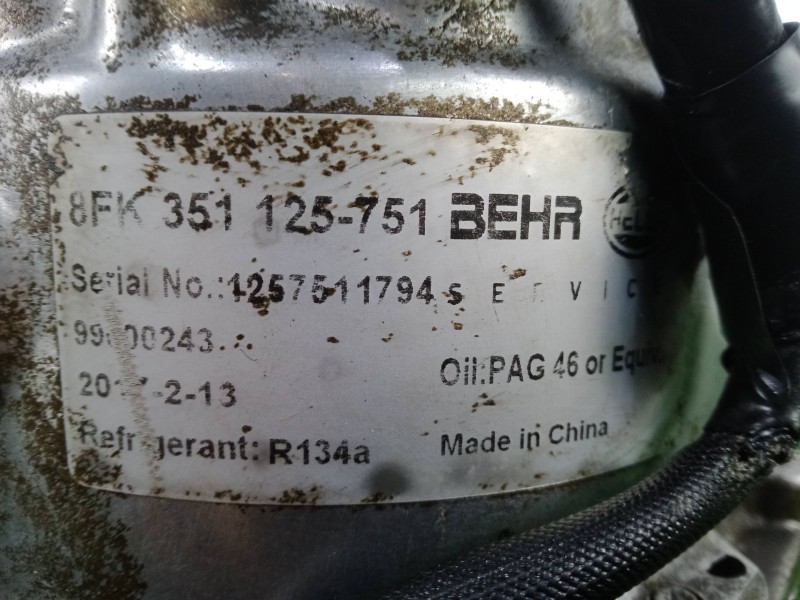 8FK 351 125-751 BEHR
Serial No.:1257511794 SERVICE
Oil:PAG 46 or
-2-13
Refrigerant: R134a Made in China